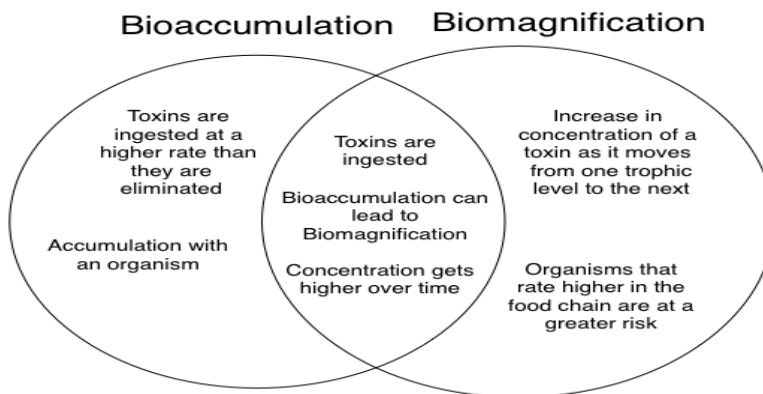 Bioaccumulation
Biomagnification
Toxins are
ingested at a
higher rate than
they are
eliminated
Accumulation with
an organism
Toxins are
ingested
Bioaccumulation can
lead to
Biomagnification
Concentration gets
higher over time
Increase in
concentration of a
toxin as it moves
from one trophic
level to the next
Organisms that
rate higher in the
food chain are at a
greater risk